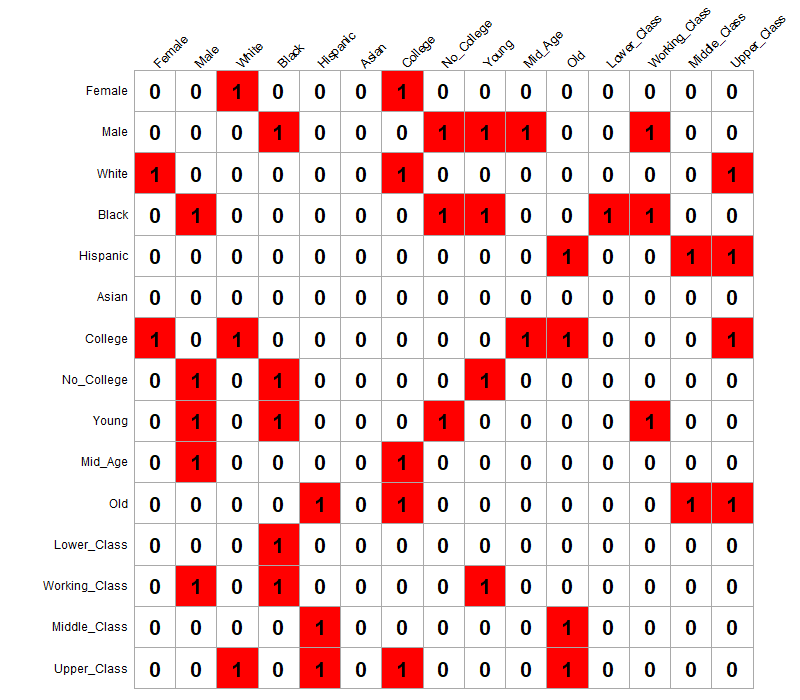 Female Male White Black Hispanic Asian College No_College Young Mid_Age Old Lower_Class Working_Class Middle_Class Upper_Class
Female 0 0 1 0 0 0 1 0 0 0 0 0 0 0 0
Male 0 0 0 1 0 0 0 1 1 1 0 0 1 0 0
White 1 0 0 0 0 0 1 0 0 0 0 0 0 0 1
Black 0 1 0 0 0 0 0 1 1 0 0 1 1 0 0
Hispanic 0 0 0 0 0 0 0 0 0 0 1 0 0 1 1
Asian 0 0 0 0 0 0 0 0 0 0 0 0 0 0 0
College 1 0 1 0 0 0 0 0 0 1 1 0 0 0 1
No_College 0 1 0 1 0 0 0 0 1 0 0 0 0 0 0
Young 0 1 0 1 0 0 0 1 0 0 0 0 1 0 0
Mid_Age 0 1 0 0 0 0 1 0 0 0 0 0 0 0 0
Old 0 0 0 0 1 0 1 0 0 0 0 0 0 1 1
Lower_Class 0 0 0 1 0 0 0 0 0 0 0 0 0 0 0
Working_Class 0 1 0 1 0 0 0 0 1 0 0 0 0 0 0
Middle_Class 0 0 0 0 1 0 0 0 0 0 1 0 0 0 0
Upper_Class 0 0 1 0 1 0 1 0 0 0 1 0 0 0 0